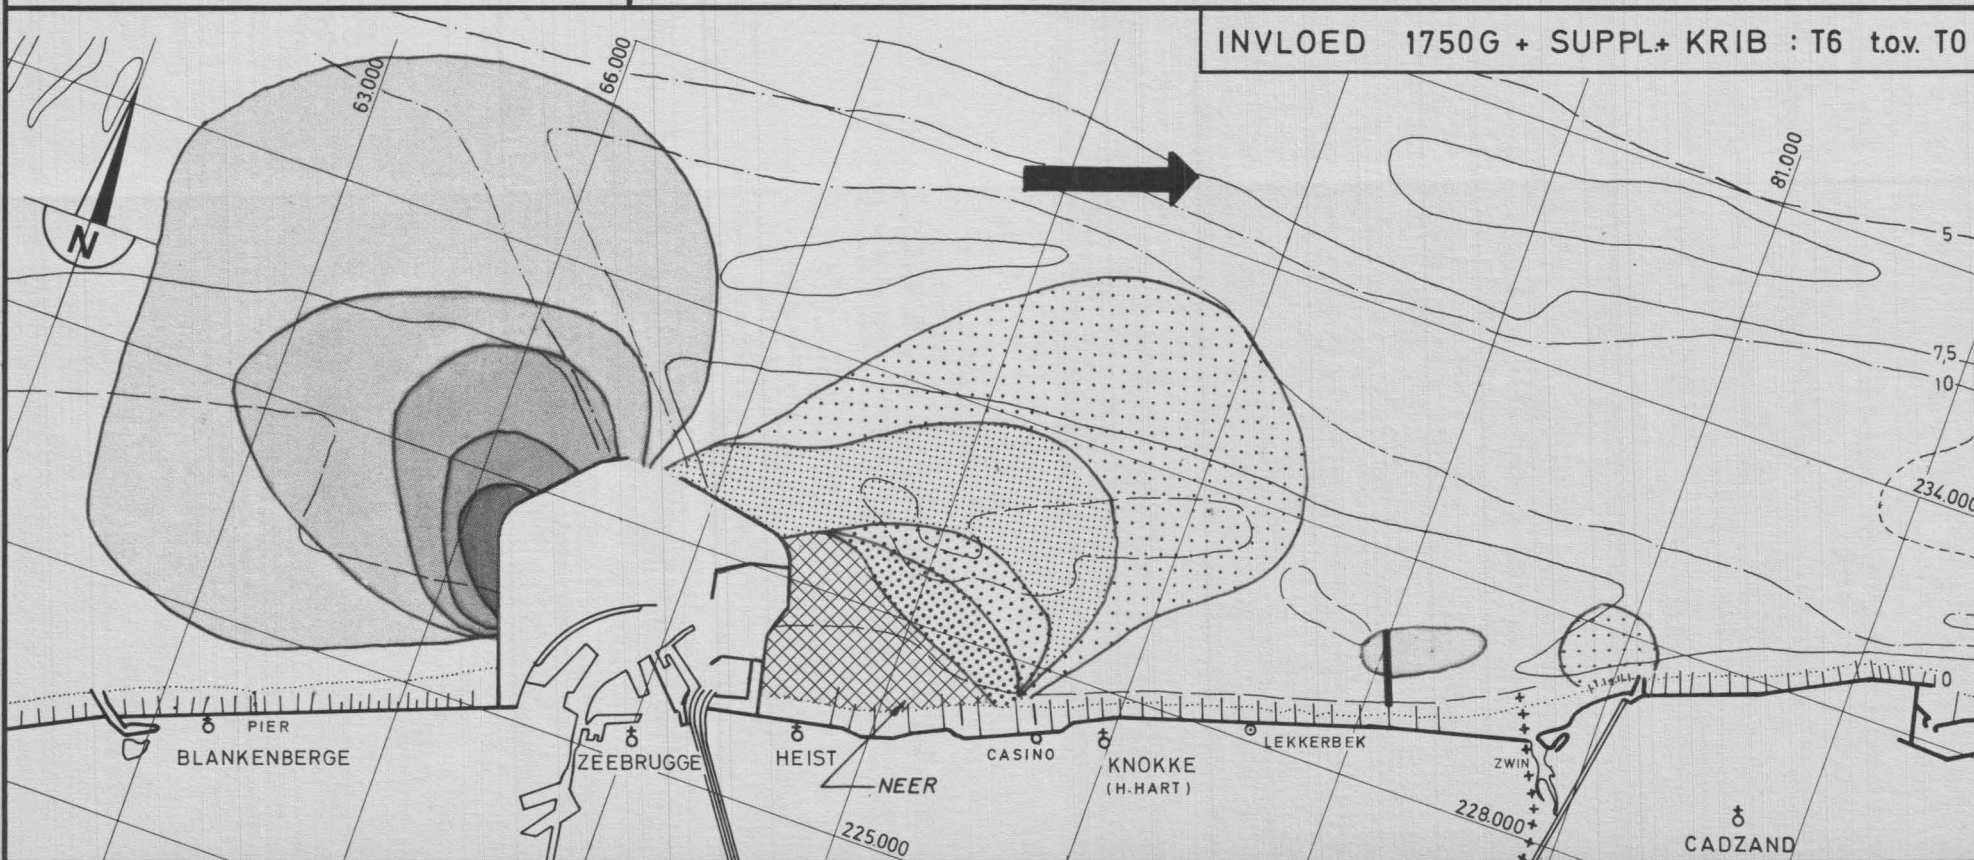 INVLOED 1750G + SUPPL.+ KRIB : T6 t.o.v. T0
63.000
66.000
81.000
N
5
7,5
10
234.000
0
PIER
BLANKENBERGE
ZEEBRUGGE
HEIST
NEER
CASINO
KNOKKE
(H.HART)
LEKKERBEK
ZWIN
225.000
228.000
CADZAND